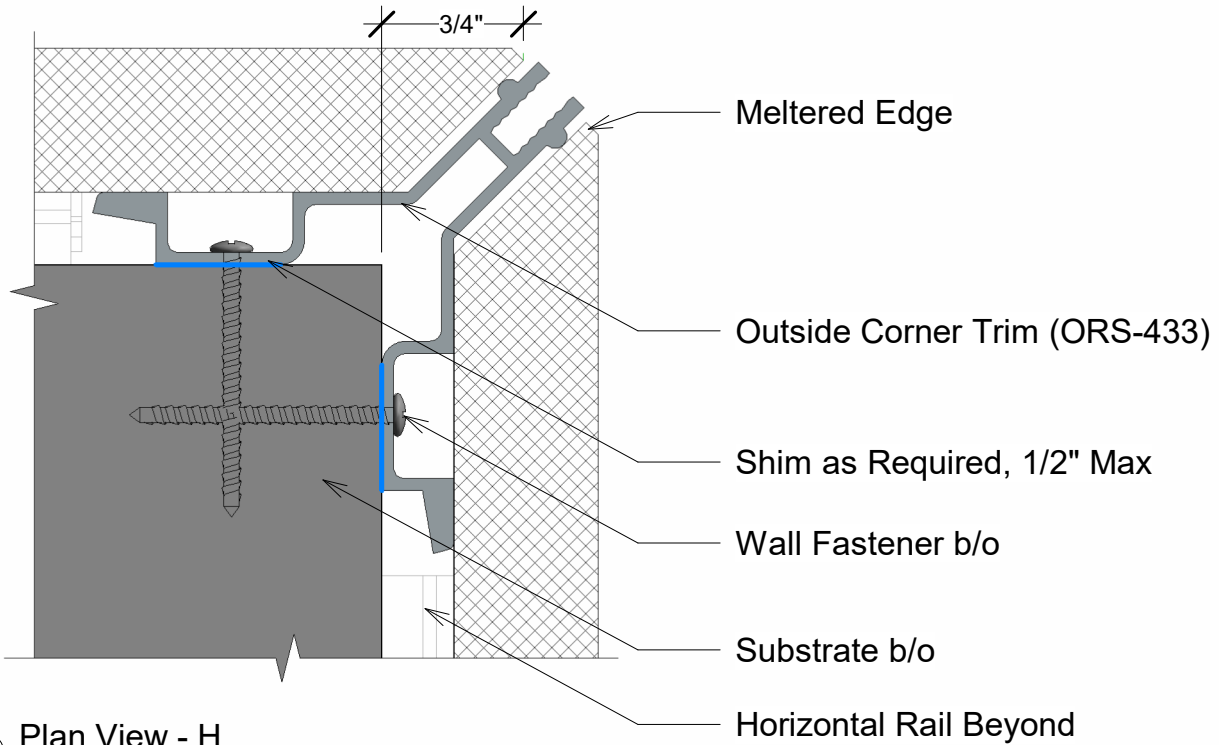 3/4"
Meltered Edge
Outside Corner Trim (ORS-433)
Shim as Required, 1/2" Max
Wall Fastener b/o
Substrate b/o
Horizontal Rail Beyond
Plan View - H